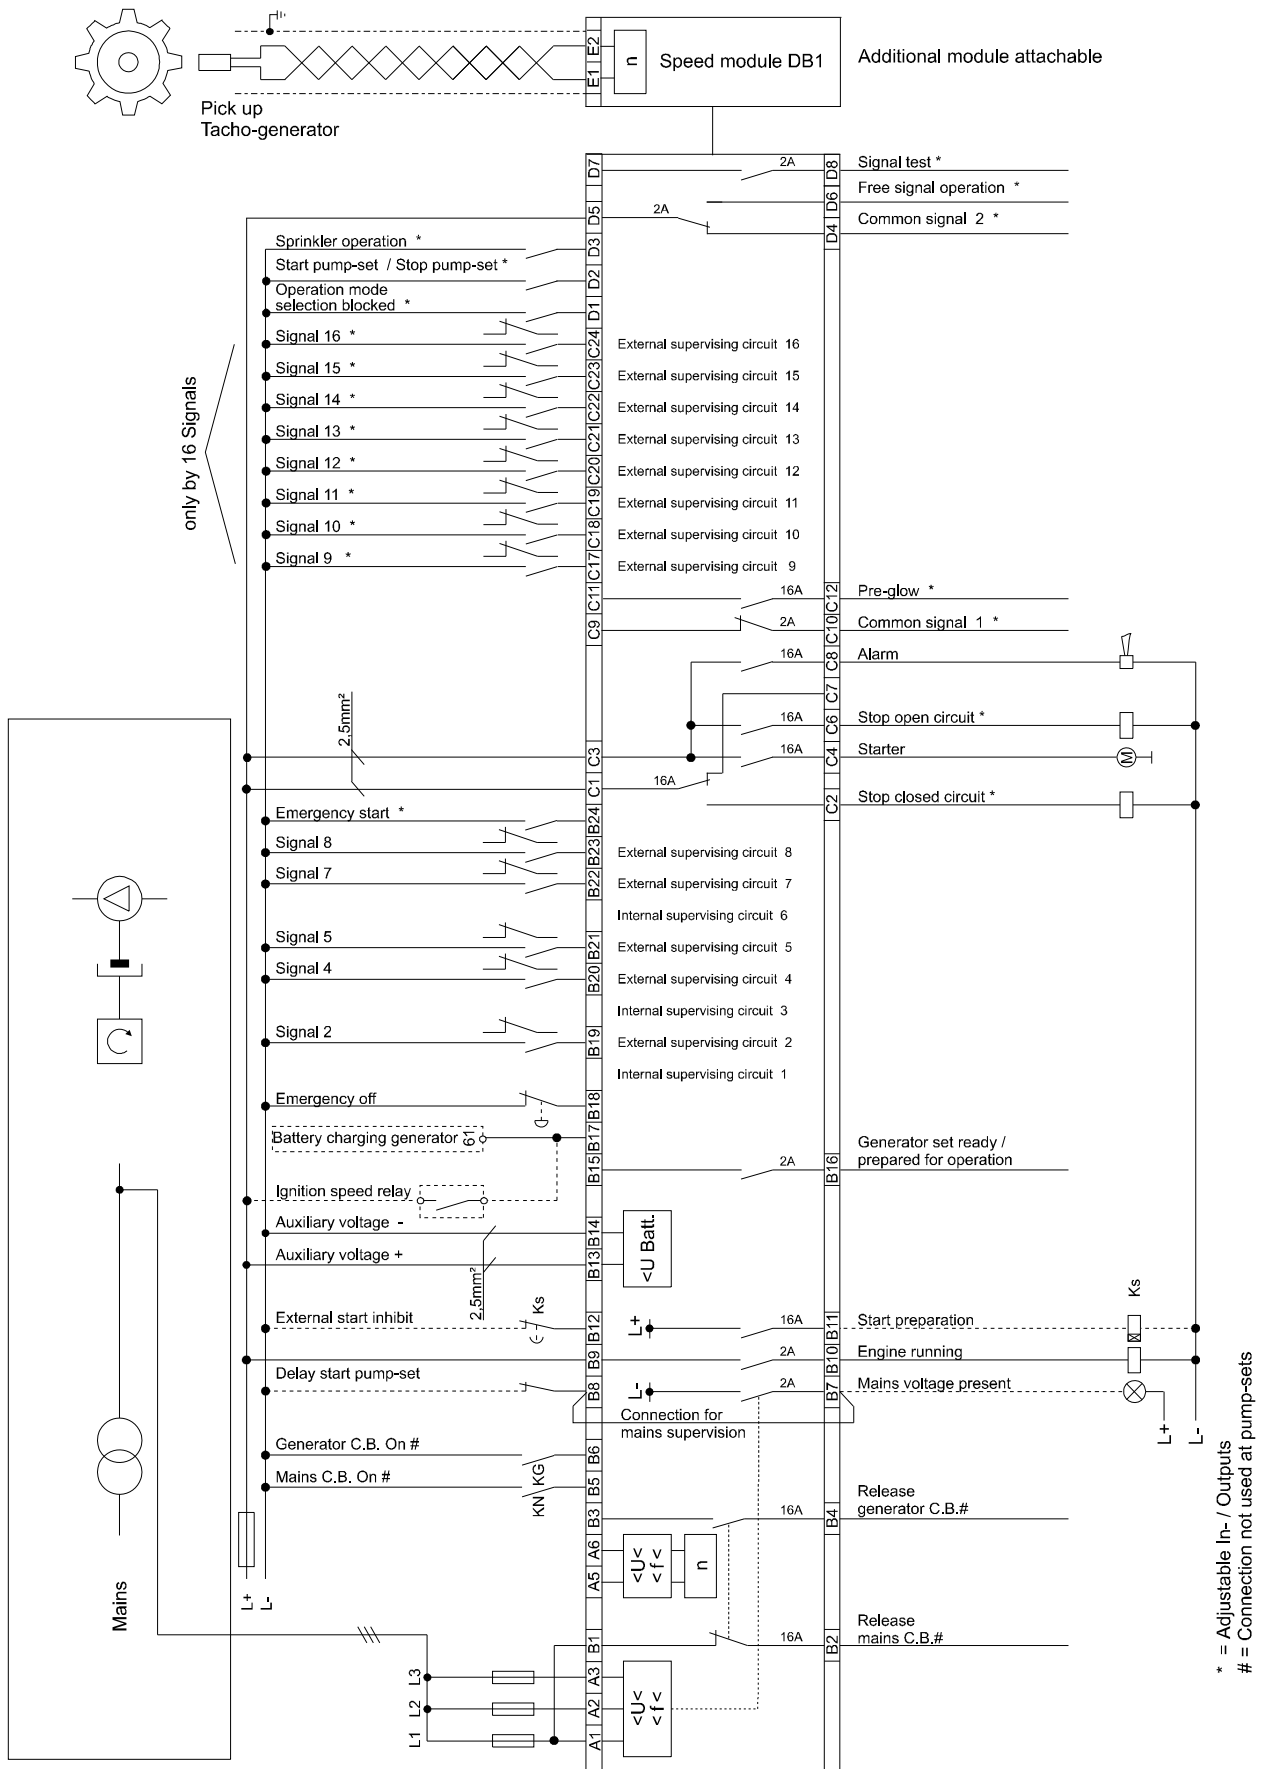 E2
E1
n
Speed module DB1
Additional module attachable
Pick up
Tacho-generator
D7
2A
D8
Signal test *
D6
Free signal operation *
D5
2A
D4
Common signal 2 *
Sprinkler operation *
D3
Start pump-set / Stop pump-set *
D2
Operation mode
selection blocked *
D1
only by 16 Signals
Signal 16 *
C24
External supervising circuit 16
Signal 15 *
C23
External supervising circuit 15
Signal 14 *
C22
External supervising circuit 14
Signal 13 *
C21
External supervising circuit 13
Signal 12 *
C20
External supervising circuit 12
Signal 11 *
C19
External supervising circuit 11
Signal 10 *
C18
External supervising circuit 10
Signal 9 *
C17
External supervising circuit 9
C11
16A
C12
Pre-glow *
C9
2A
C10
Common signal 1 *
16A
C8
Alarm
C7
16A
C6
Stop open circuit *
2,5mm²
C3
16A
C4
Starter
M
C1
16A
C2
Stop closed circuit *
Emergency start *
B24
Signal 8
B23
External supervising circuit 8
Signal 7
B22
External supervising circuit 7
Internal supervising circuit 6
Signal 5
B21
External supervising circuit 5
Signal 4
B20
External supervising circuit 4
Internal supervising circuit 3
Signal 2
B19
External supervising circuit 2
Internal supervising circuit 1
Emergency off
B18
Battery charging generator 61
B17
B15
2A
B16
Generator set ready /
prepared for operation
Ignition speed relay
Auxiliary voltage -
B14
<U Batt.
Auxiliary voltage +
B13
2,5mm²
External start inhibit
Ks
B12
L+
16A
B11
Start preparation
Ks
B9
2A
B10
Engine running
Delay start pump-set
B8
L-
2A
B7
Mains voltage present
L+
L-
Connection for
mains supervision
Generator C.B. On #
KG
B6
Mains C.B. On #
KN
B5
B3
16A
B4
Release
generator C.B.#
A6
A5
<U<
<f<
n
L+
L-
Mains
B1
16A
B2
Release
mains C.B.#
L3
A3
L2
A2
L1
A1
<U<
<f<
* = Adjustable In- / Outputs
# = Connection not used at pump-sets